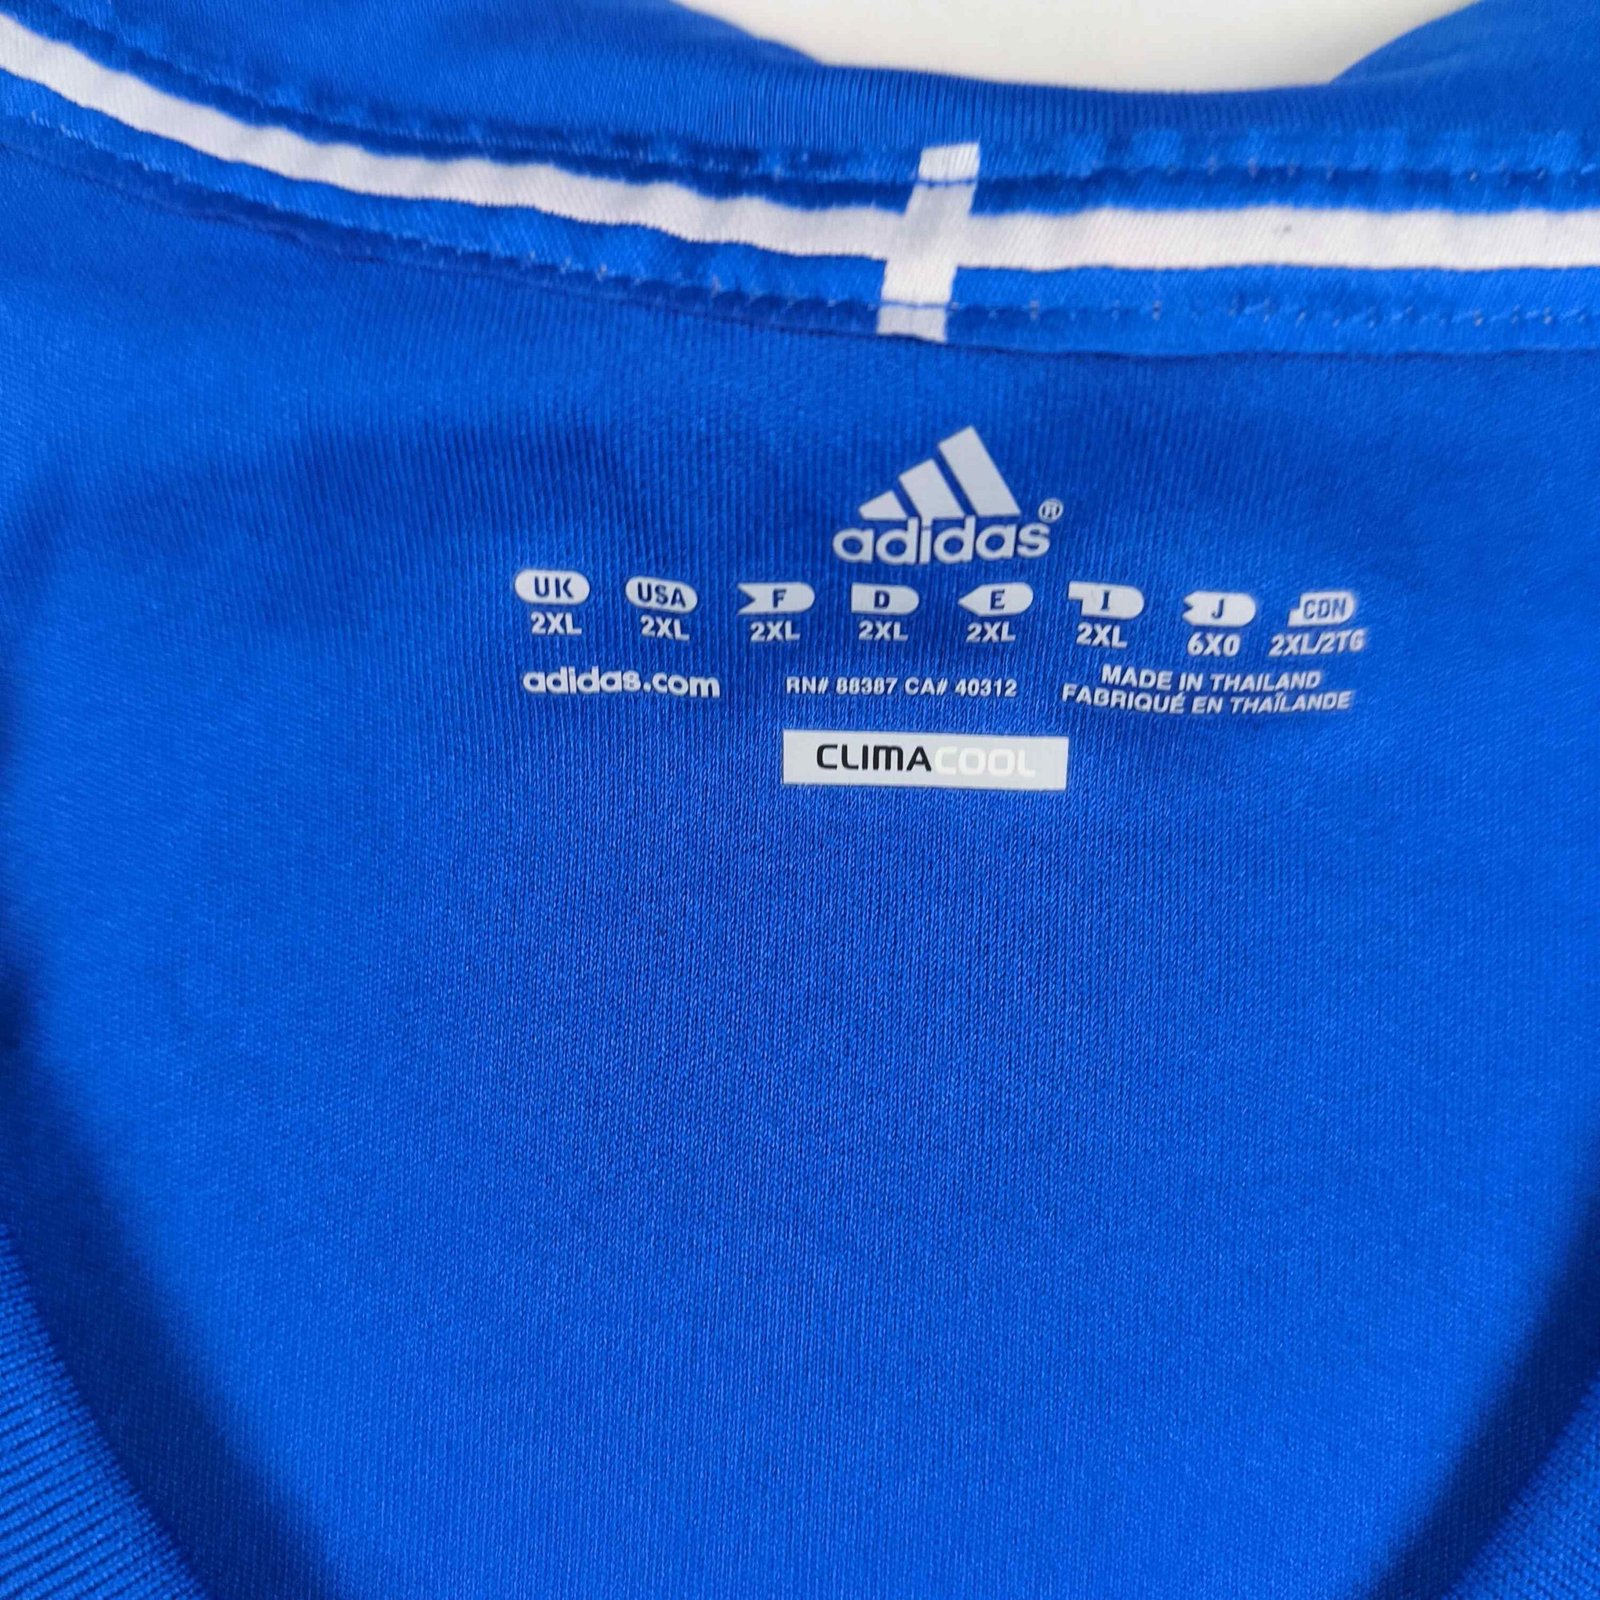 adidas®
UK USA F D E I J CDN
2XL 2XL 2XL 2XL 2XL 2XL 6XO 2XL/2TG
adidas.com RN# 88387 CA# 40312 MADE IN THAILAND
FABRIQUÉ EN THAÏLANDE
CLIMACOOL